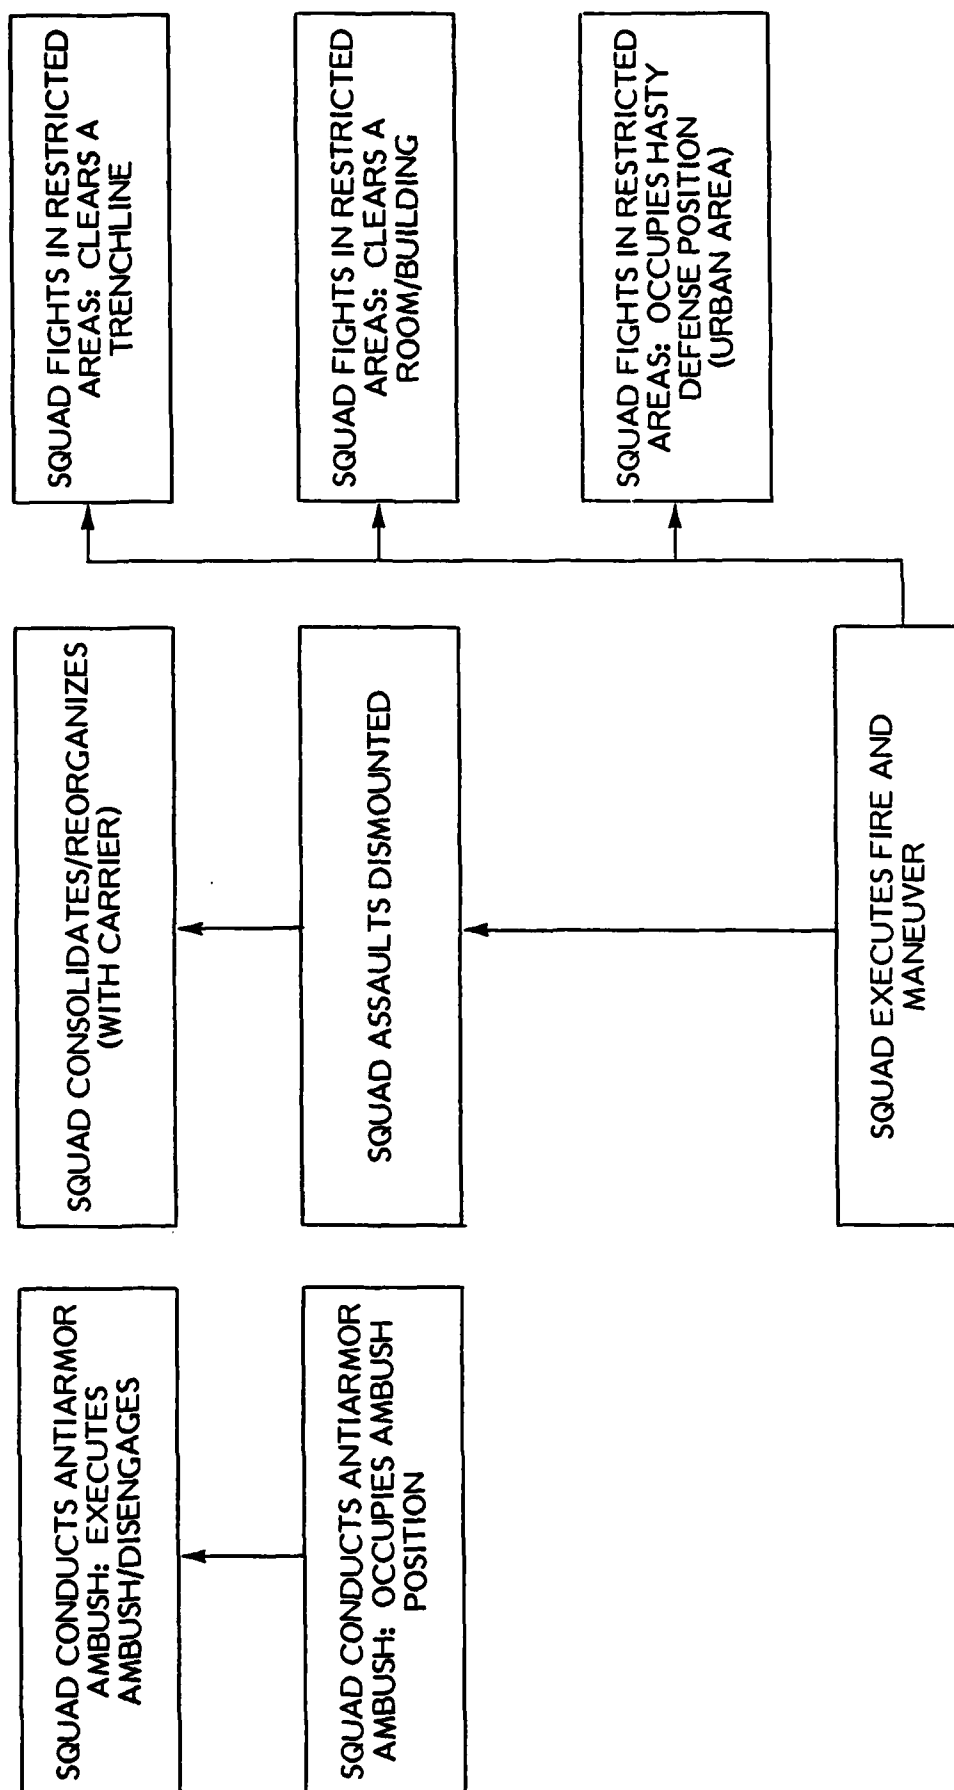 SQUAD CONDUCTS ANTIARMOR
AMBUSH: EXECUTES
AMBUSH/DISENGAGES
SQUAD CONSOLIDATES/REORGANIZES
(WITH CARRIER)
SQUAD FIGHTS IN RESTRICTED
AREAS: CLEARS A
TRENCHLINE
SQUAD CONDUCTS ANTIARMOR
AMBUSH: OCCUPIES AMBUSH
POSITION
SQUAD ASSAULTS DISMOUNTED
SQUAD FIGHTS IN RESTRICTED
AREAS: CLEARS A
ROOM/BUILDING
SQUAD FIGHTS IN RESTRICTED
AREAS: OCCUPIES HASTY
DEFENSE POSITION
(URBAN AREA)
SQUAD EXECUTES FIRE AND
MANEUVER